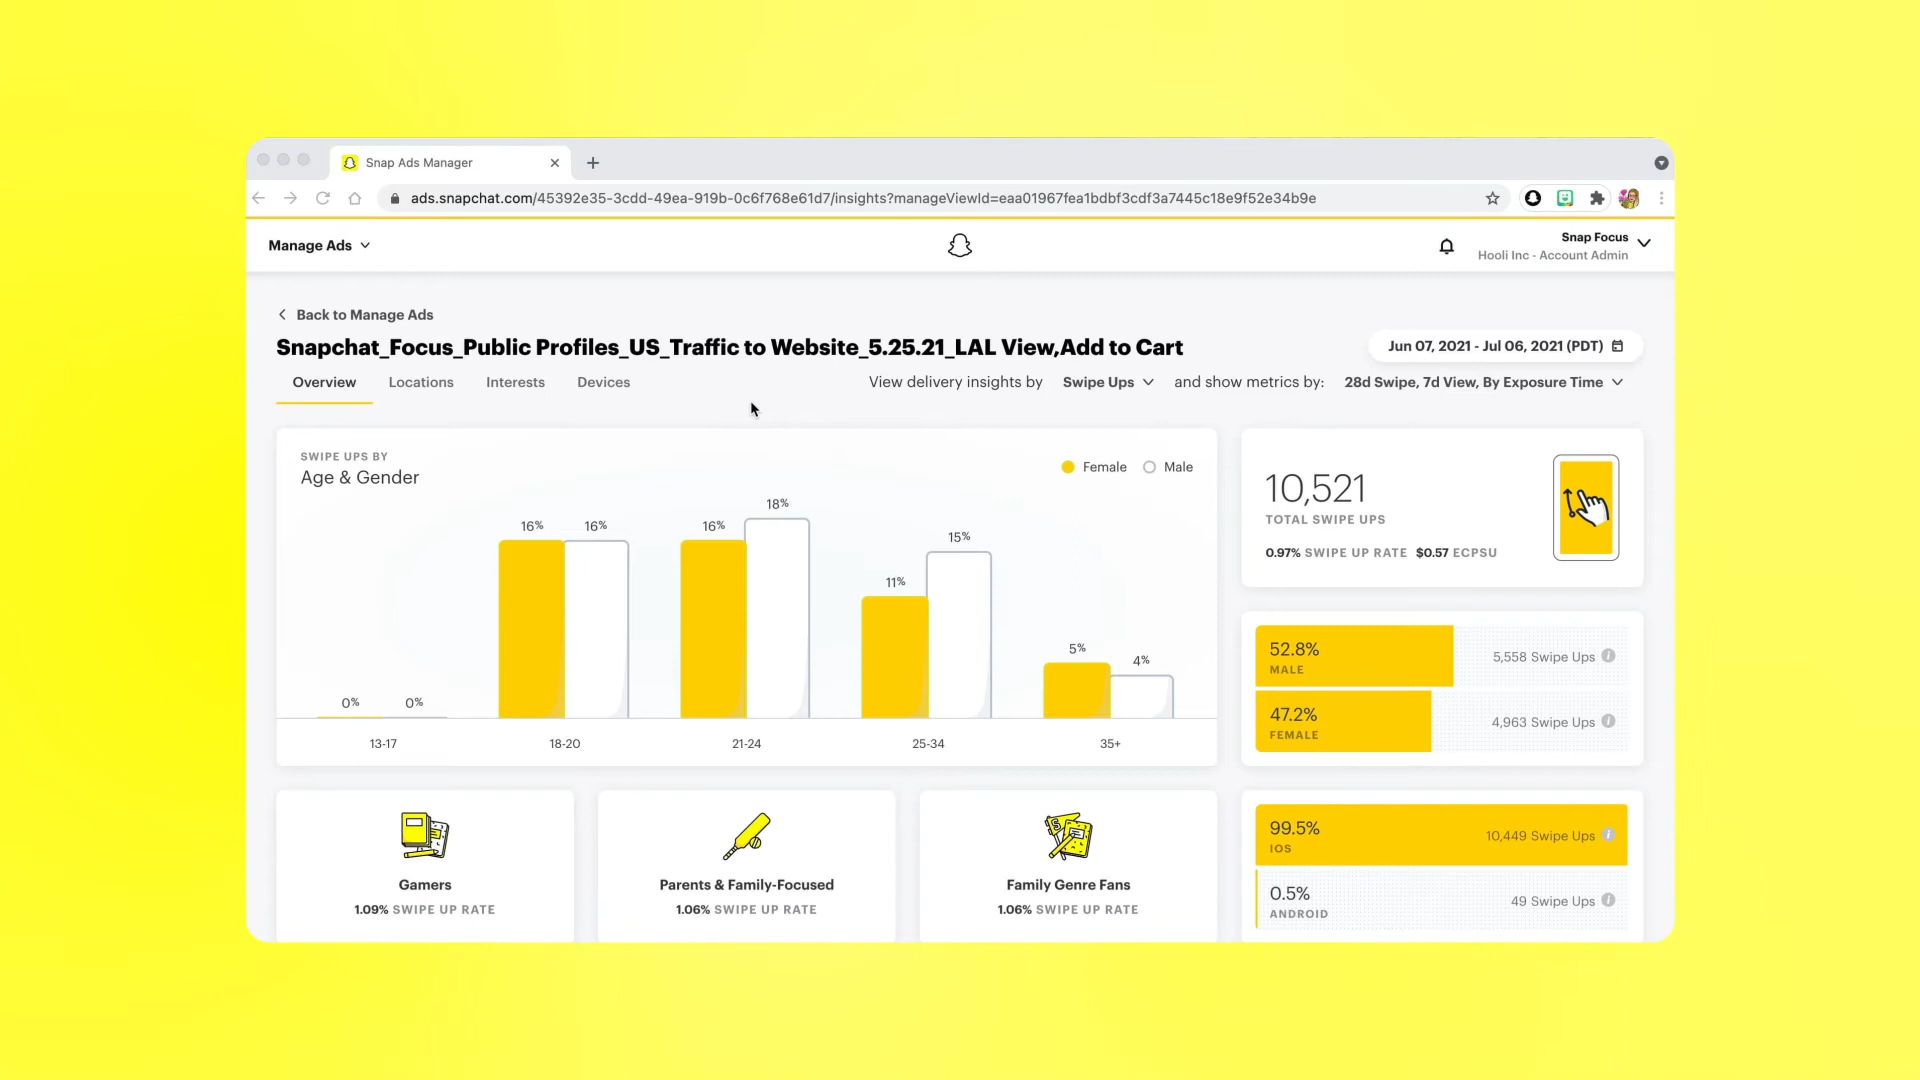 Snap Ads Manager
ads.snapchat.com/45392e35-3cdd-49ea-919b-0c6f768e61d7/insights?manageViewId=eaa01967fea1bdbf3cdf3a7445c18e9f52e34b9e
Manage Ads
Snap Focus
Hooli Inc - Account Admin
Back to Manage Ads
Snapchat_Focus_Public Profiles_US_Traffic to Website_5.25.21_LAL View,Add to Cart
Jun 07, 2021 - Jul 06, 2021 (PDT)
Overview Locations Interests Devices
View delivery insights by Swipe Ups and show metrics by: 28d Swipe, 7d View, By Exposure Time
SWIPE UPS BY
Age & Gender
Female Male
0% 0% 16% 16% 16% 18% 11% 15% 5% 4%
13-17 18-20 21-24 25-34 35+
10,521
TOTAL SWIPE UPS
0.97% SWIPE UP RATE $0.57 ECPSU
52.8%
MALE
5,558 Swipe Ups
47.2%
FEMALE
4,963 Swipe Ups
Gamers
1.09% SWIPE UP RATE
Parents & Family-Focused
1.06% SWIPE UP RATE
Family Genre Fans
1.06% SWIPE UP RATE
99.5%
IOS
10,449 Swipe Ups
0.5%
ANDROID
49 Swipe Ups